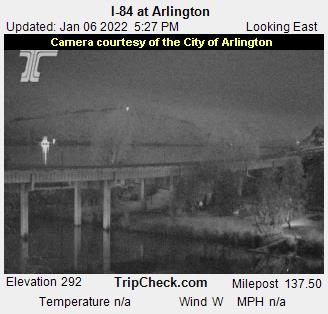 I-84 at Arlington
Updated: Jan 06 2022 5:27 PM Looking East
Camera courtesy of the City of Arlington
Elevation 292 TripCheck.com Milepost 137.50
Temperature n/a Wind W MPH n/a